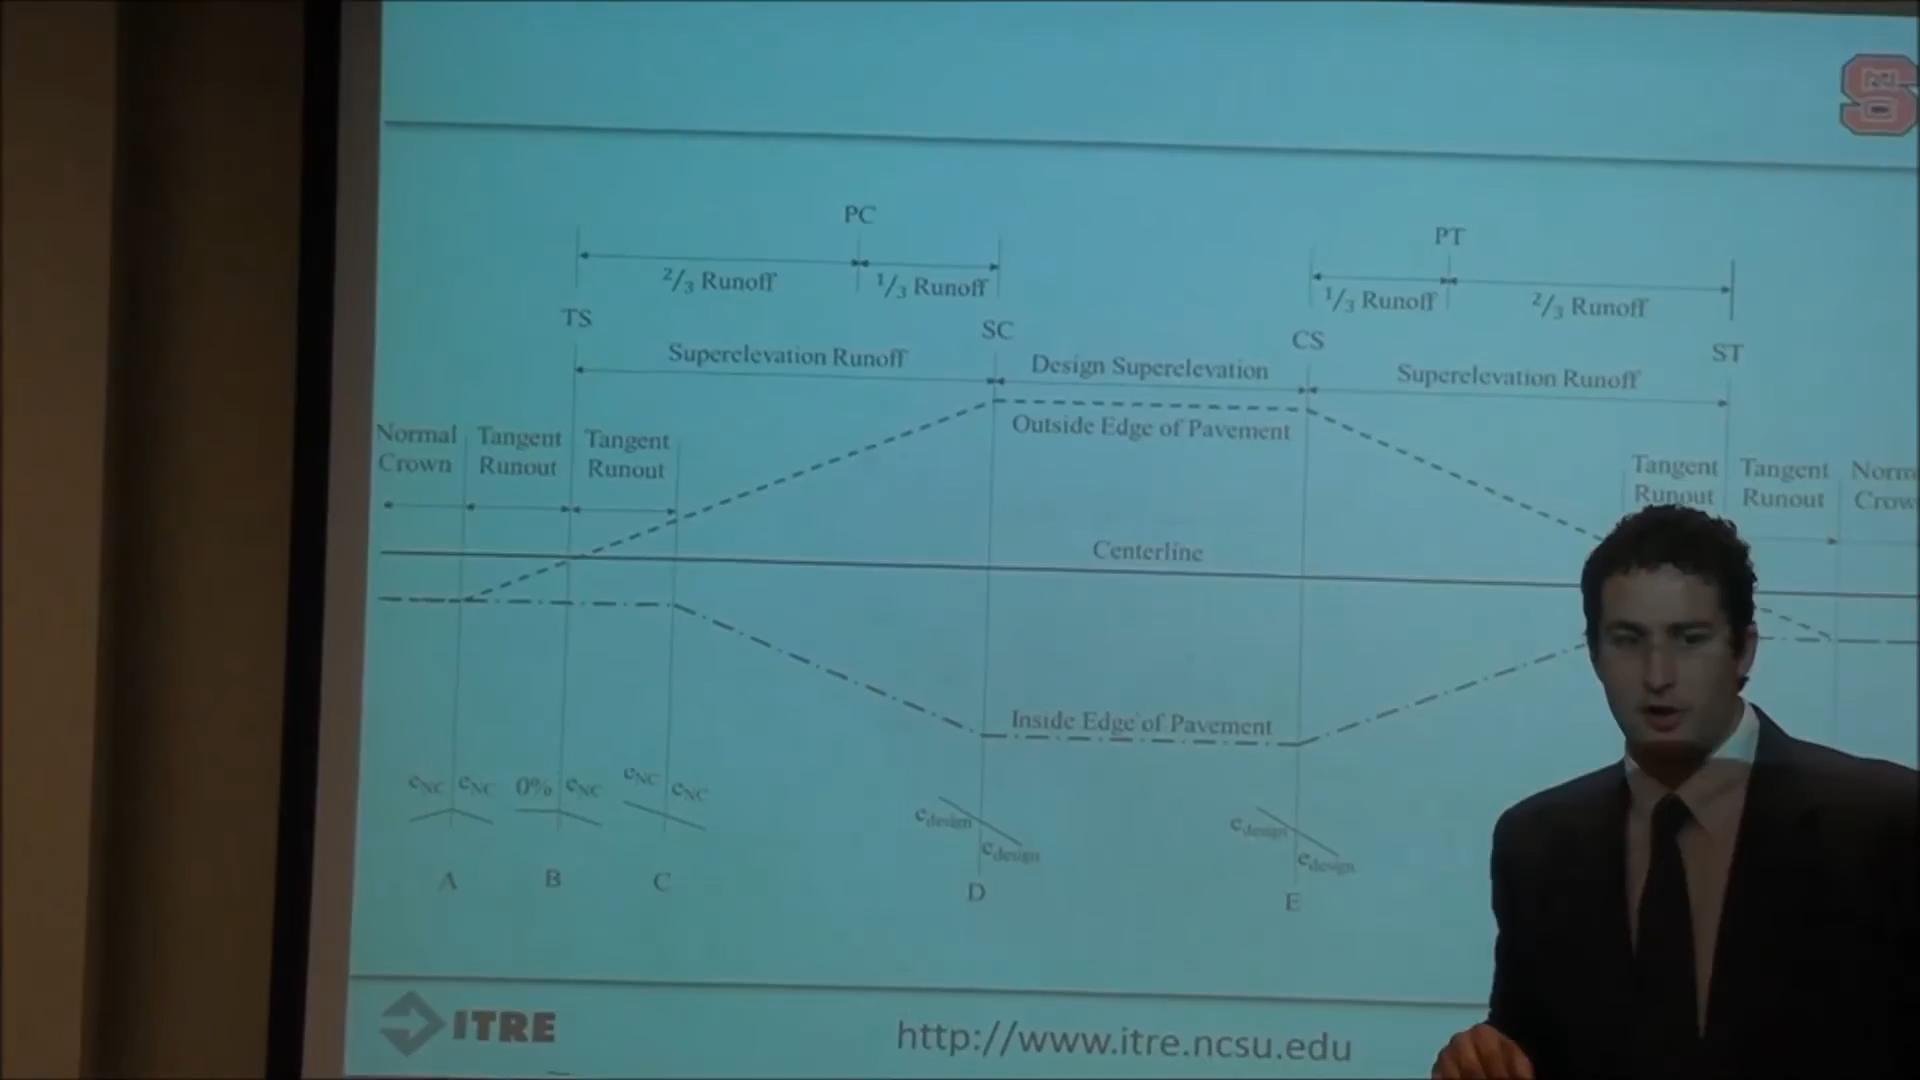 PC
PT
2/3 Runoff
1/3 Runoff
1/3 Runoff
2/3 Runoff
TS
SC
CS
ST
Superelevation Runoff
Design Superelevation
Superelevation Runoff
Outside Edge of Pavement
Normal
Crown
Tangent
Runout
Tangent
Runout
Tangent
Runout
Tangent
Runout
Centerline
Inside Edge of Pavement
eNC eNC
0% eNC
eNC eNC
edesign
edesign
edesign
edesign
A
B
C
D
E
ITRE
http://www.itre.ncsu.edu